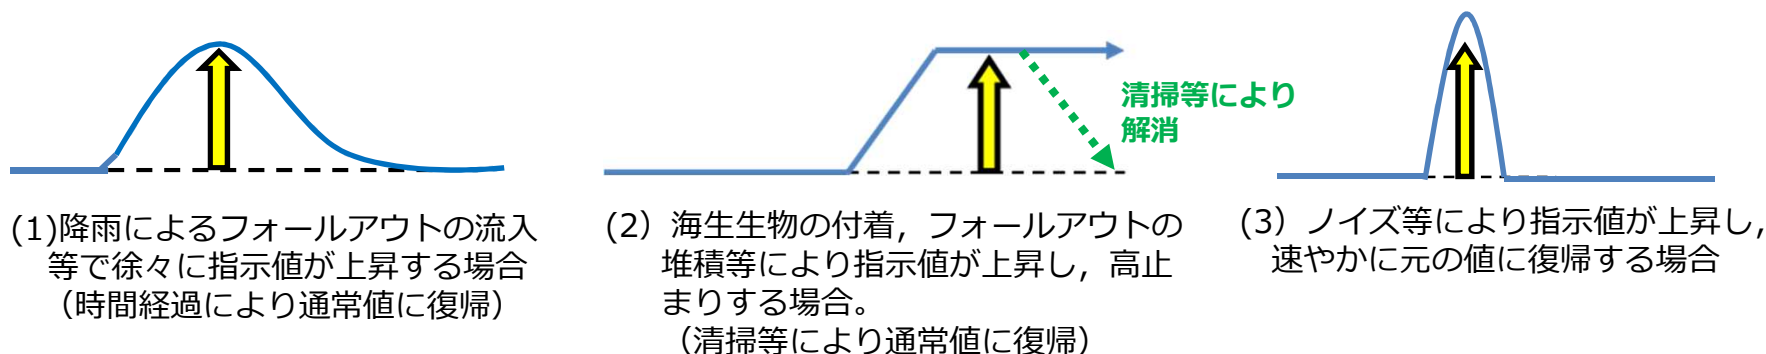 清掃等により
解消
(1)降雨によるフォールアウトの流入
等で徐々に指示値が上昇する場合
（時間経過により通常値に復帰）
(2）海生生物の付着，フォールアウトの
堆積等により指示値が上昇し，高止
まりする場合。
（清掃等により通常値に復帰）
(3）ノイズ等により指示値が上昇し，
速やかに元の値に復帰する場合